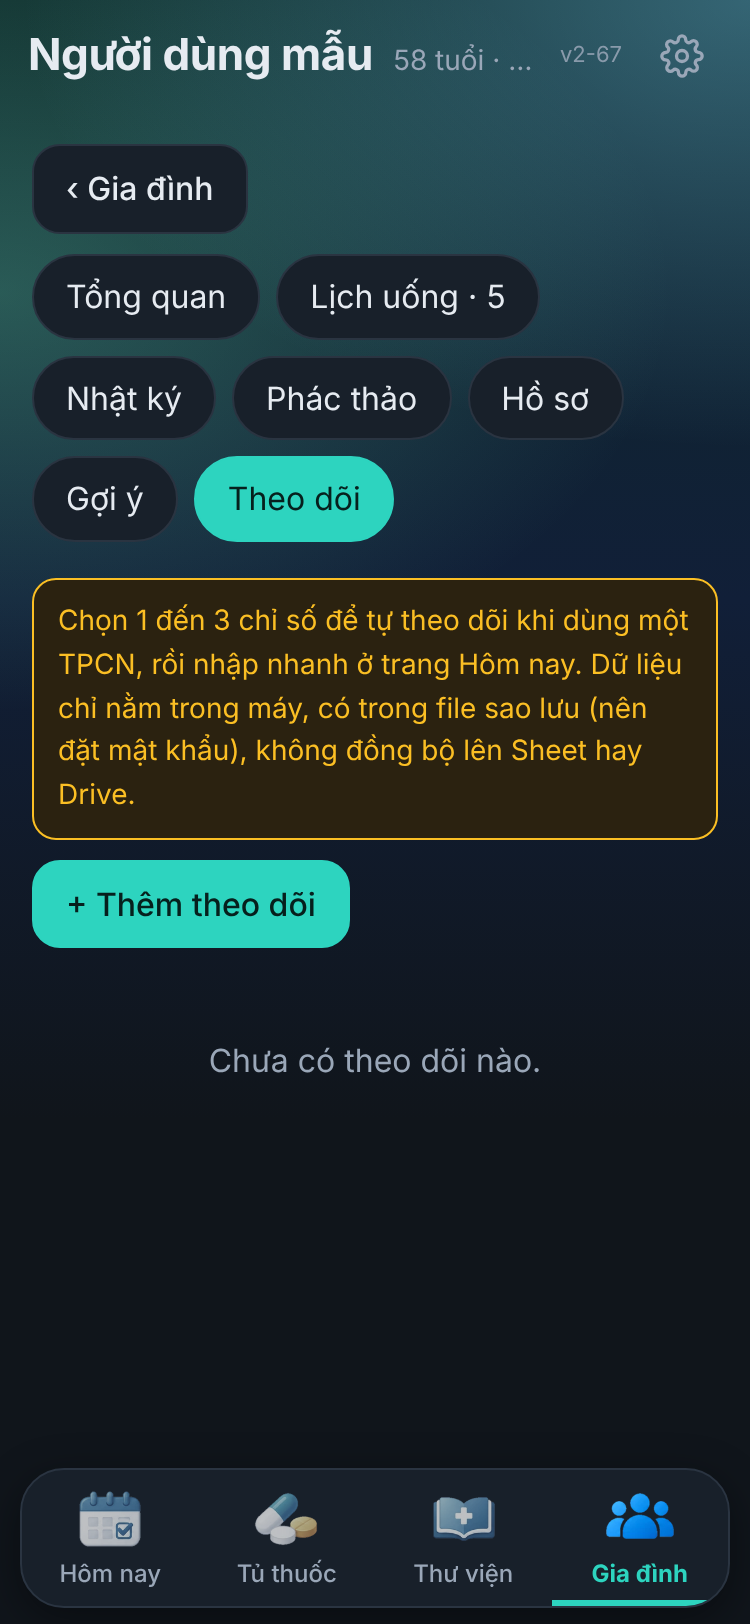 Người dùng mẫu 58 tuổi · ... v2-67
‹ Gia đình
Tổng quan
Lịch uống · 5
Nhật ký
Phác thảo
Hồ sơ
Gợi ý
Theo dõi
Chọn 1 đến 3 chỉ số để tự theo dõi khi dùng một
TPCN, rồi nhập nhanh ở trang Hôm nay. Dữ liệu
chỉ nằm trong máy, có trong file sao lưu (nên
đặt mật khẩu), không đồng bộ lên Sheet hay
Drive.
+ Thêm theo dõi
Chưa có theo dõi nào.
Hôm nay
Tủ thuốc
Thư viện
Gia đình